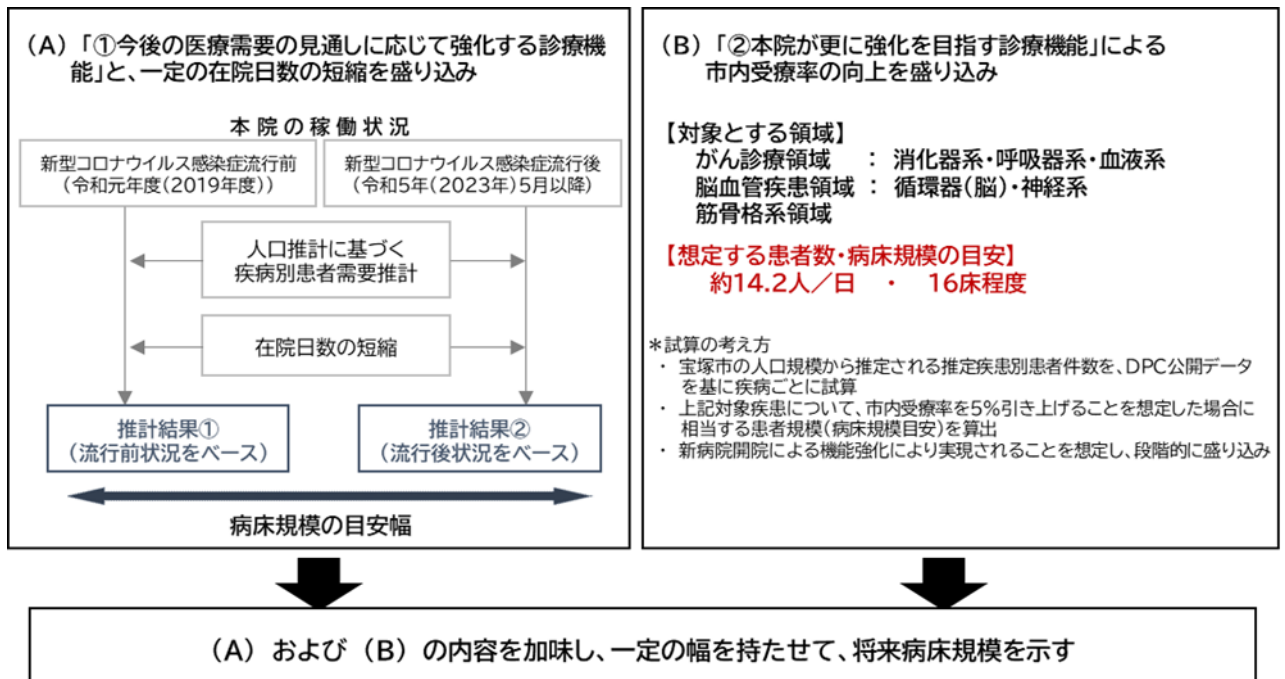 (A)「①今後の医療需要の見通しに応じて強化する診療機
能」と、一定の在院日数の短縮を盛り込み
本院の稼働状況
新型コロナウイルス感染症流行前
(令和元年度(2019年度))
新型コロナウイルス感染症流行後
(令和5年(2023年)5月以降)
人口推計に基づく
疾病別患者需要推計
在院日数の短縮
推計結果①
(流行前状況をベース)
推計結果②
(流行後状況をベース)
病床規模の目安幅
(B)「②本院が更に強化を目指す診療機能」による
市内受療率の向上を盛り込み
【対象とする領域】
がん診療領域 : 消化器系・呼吸器系・血液系
脳血管疾患領域 : 循環器(脳)・神経系
筋骨格系領域
【想定する患者数・病床規模の目安】
約14.2人/日 ・ 16床程度
*試算の考え方
・ 宝塚市の人口規模から推定される推定疾患別患者件数を、DPC公開データ
を基に疾病ごとに試算
・ 上記対象疾患について、市内受療率を5%引き上げることを想定した場合に
相当する患者規模(病床規模目安)を算出
・ 新病院開院による機能強化により実現されることを想定し、段階的に盛り込み
(A)および(B)の内容を加味し、一定の幅を持たせて、将来病床規模を示す